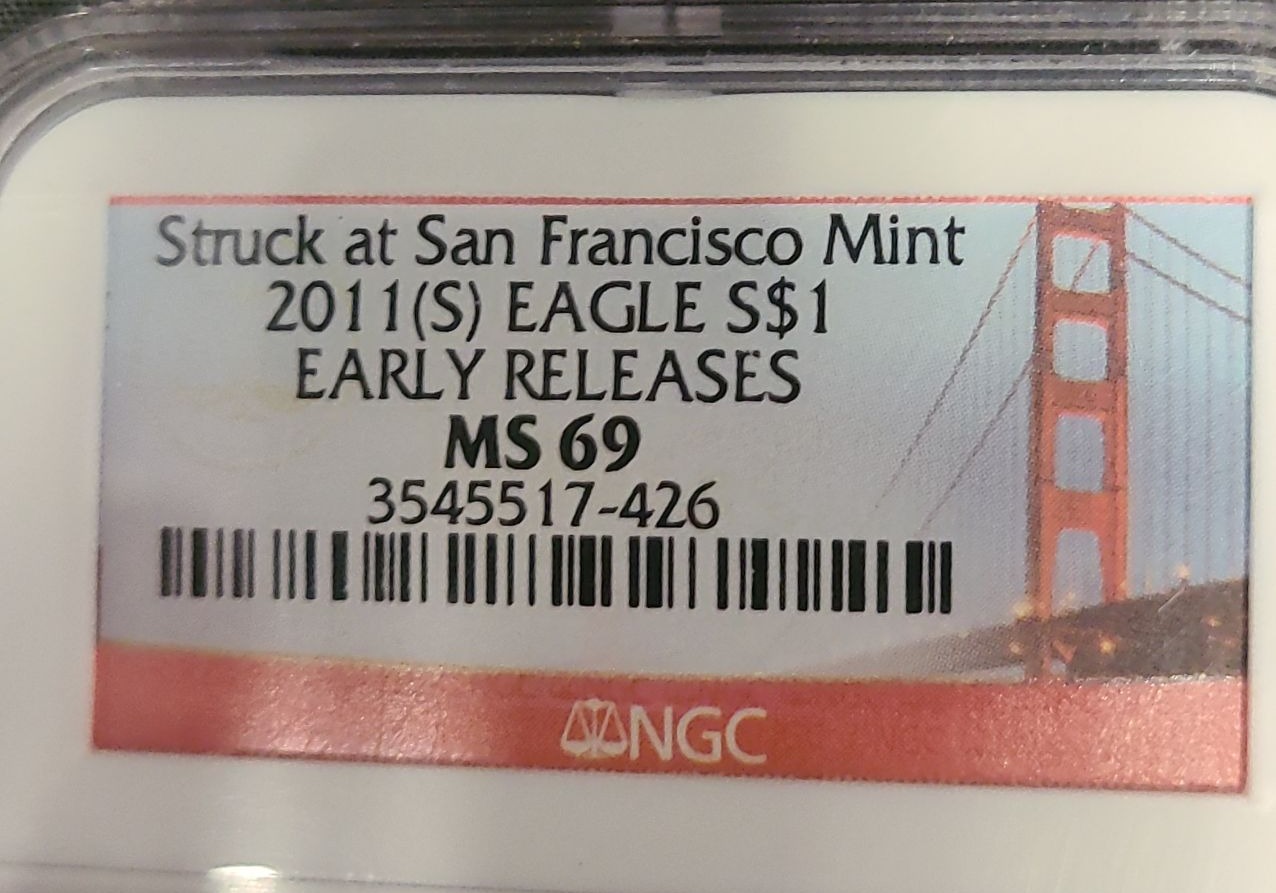 Struck at San Francisco Mint
2011(S) EAGLE S$1
EARLY RELEASES
MS 69
3545517-426
NGC